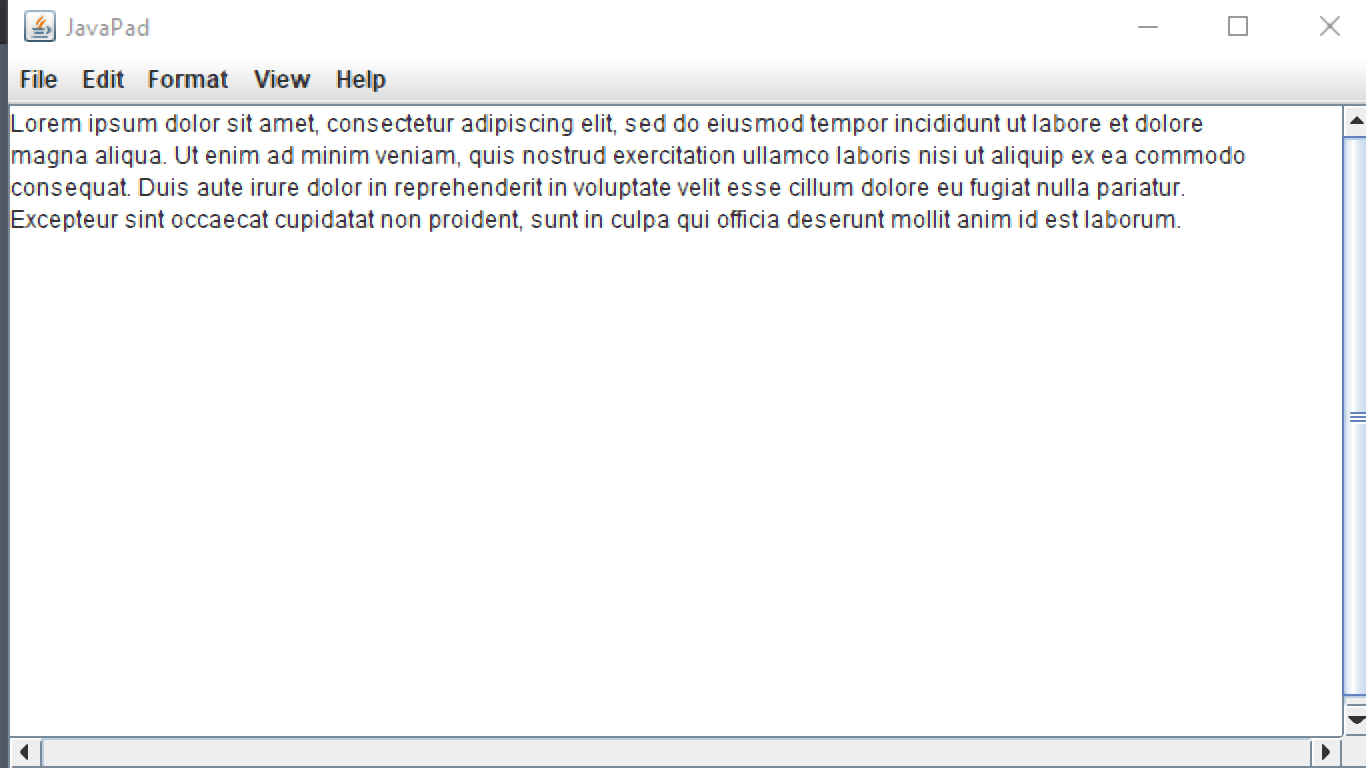 JavaPad
File Edit Format View Help
Lorem ipsum dolor sit amet, consectetur adipiscing elit, sed do eiusmod tempor incididunt ut labore et dolore
magna aliqua. Ut enim ad minim veniam, quis nostrud exercitation ullamco laboris nisi ut aliquip ex ea commodo
consequat. Duis aute irure dolor in reprehenderit in voluptate velit esse cillum dolore eu fugiat nulla pariatur.
Excepteur sint occaecat cupidatat non proident, sunt in culpa qui officia deserunt mollit anim id est laborum.